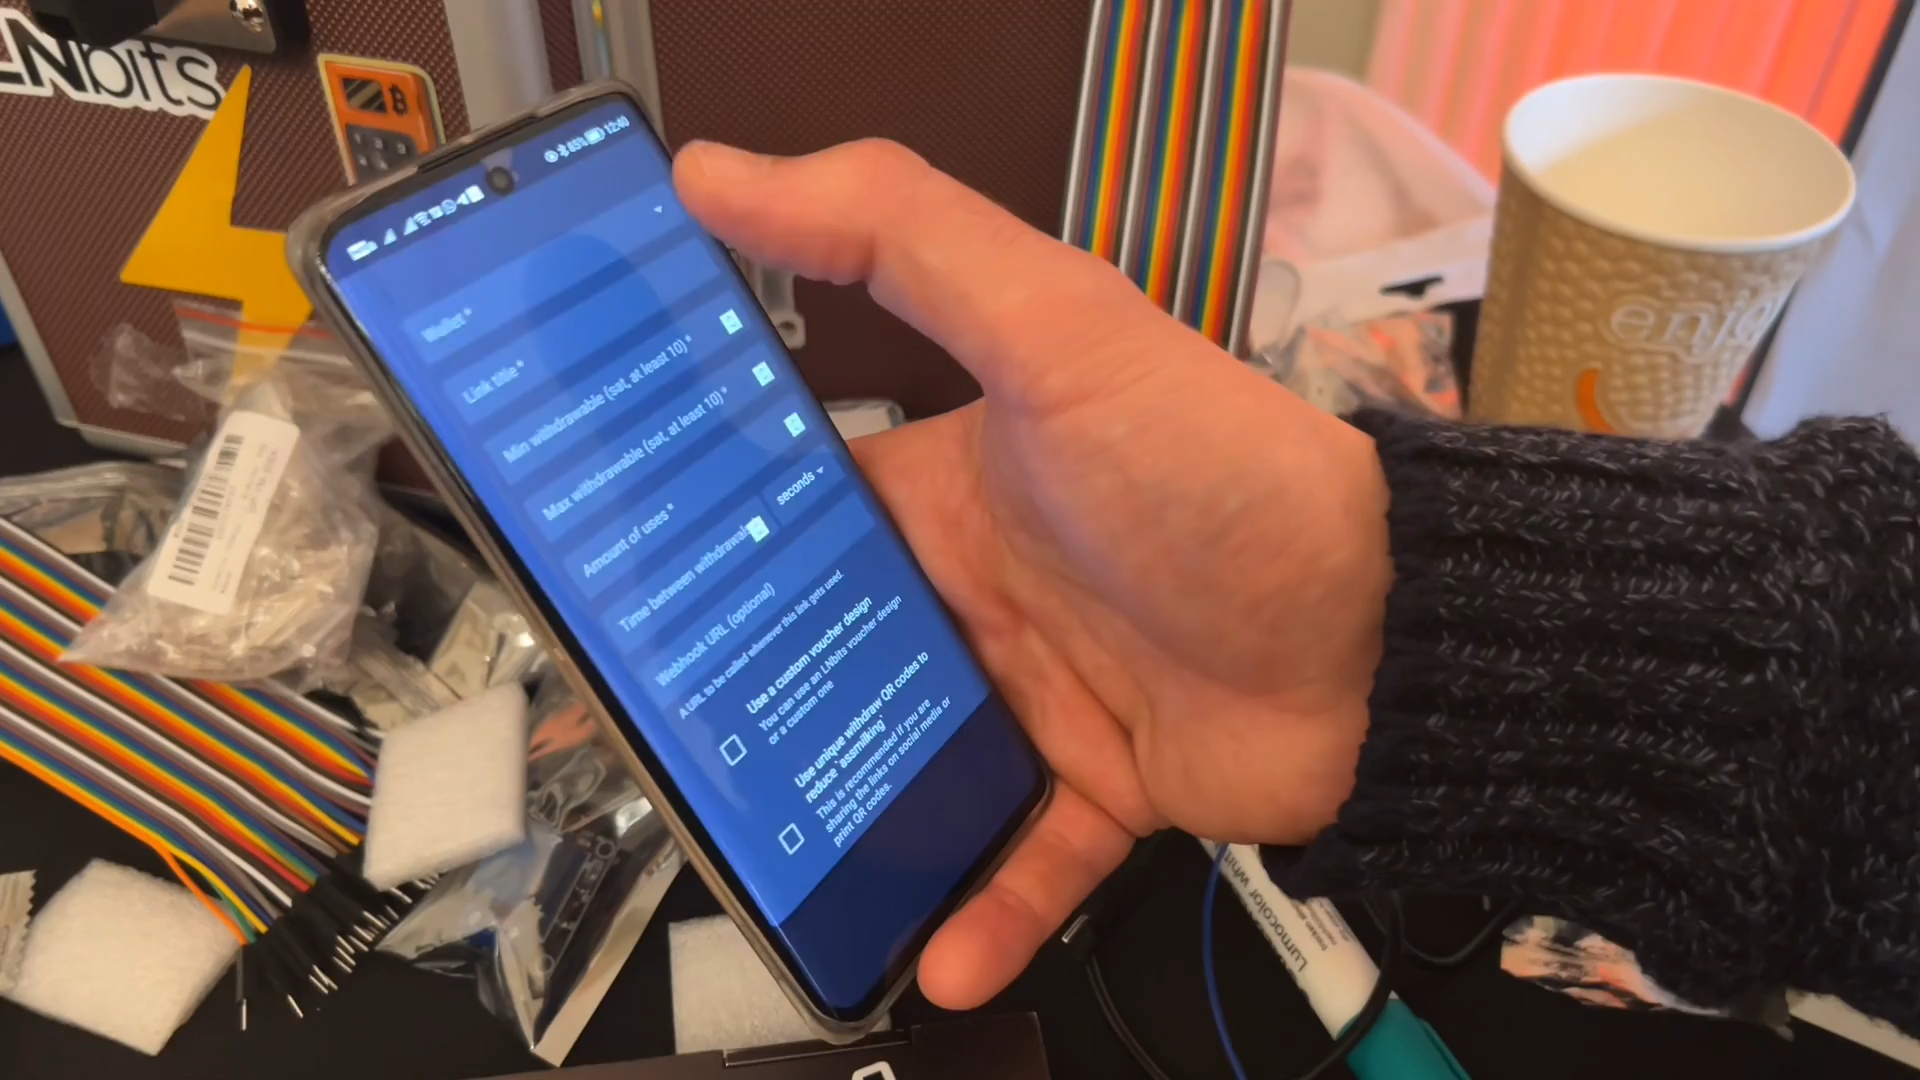 LNbits
85% 12:40
Wallet *
Link title *
Min withdrawable (sat, at least 10) *
Max withdrawable (sat, at least 10) *
Amount of uses *
Time between withdrawals
seconds
Webhook URL (optional)
A URL to be called whenever this link gets used.
Use a custom voucher design
You can use an LNbits voucher design
or a custom one
Use unique withdraw QR codes to
reduce `assmilking`
This is recommended if you are
sharing the links on social media or
print QR codes.
enjoy
Lumocolor